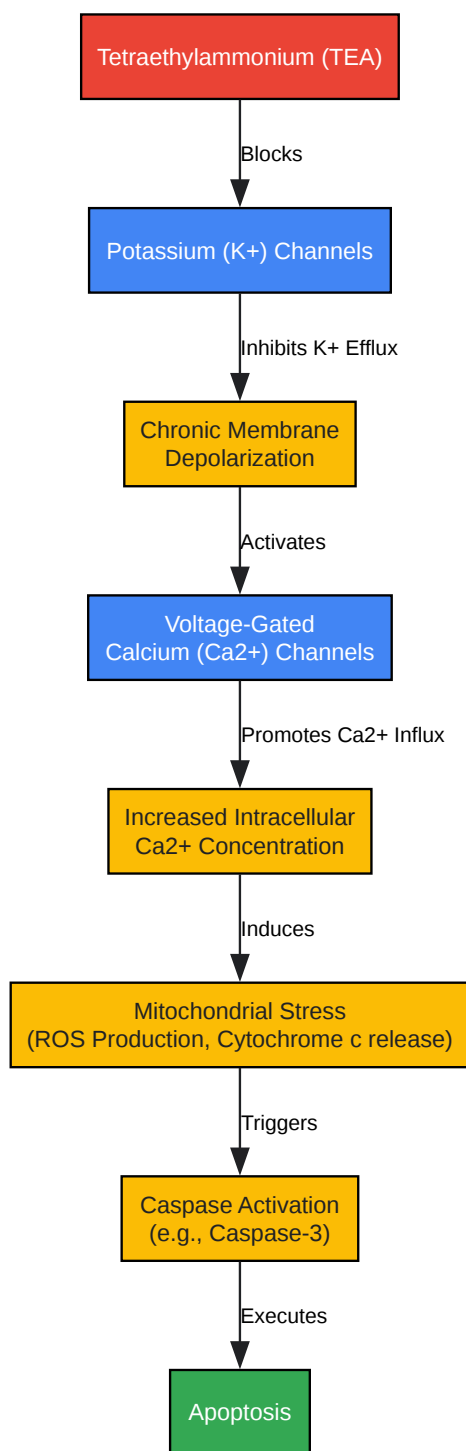 Tetraethylammonium (TEA)
Blocks
Potassium (K+) Channels
Inhibits K+ Efflux
Chronic Membrane
Depolarization
Activates
Voltage-Gated
Calcium (Ca2+) Channels
Promotes Ca2+ Influx
Increased Intracellular
Ca2+ Concentration
Induces
Mitochondrial Stress
(ROS Production, Cytochrome c release)
Triggers
Caspase Activation
(e.g., Caspase-3)
Executes
Apoptosis